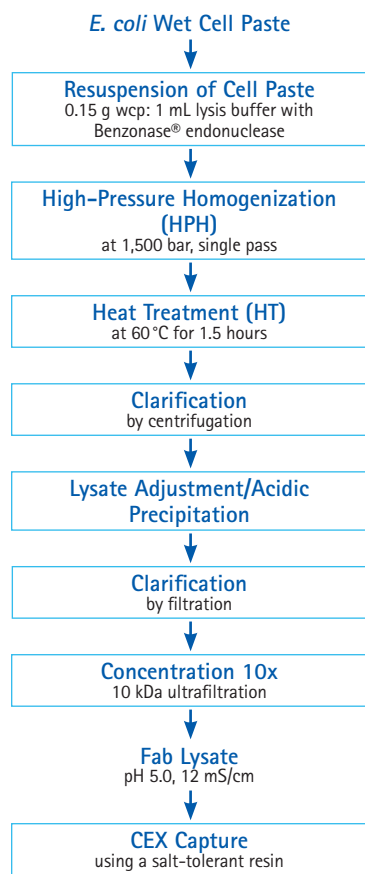 E. coli Wet Cell Paste
Resuspension of Cell Paste
0.15 g wcp: 1 mL lysis buffer with
Benzonase® endonuclease
High-Pressure Homogenization
(HPH)
at 1,500 bar, single pass
Heat Treatment (HT)
at 60 °C for 1.5 hours
Clarification
by centrifugation
Lysate Adjustment/Acidic
Precipitation
Clarification
by filtration
Concentration 10x
10 kDa ultrafiltration
Fab Lysate
pH 5.0, 12 mS/cm
CEX Capture
using a salt-tolerant resin